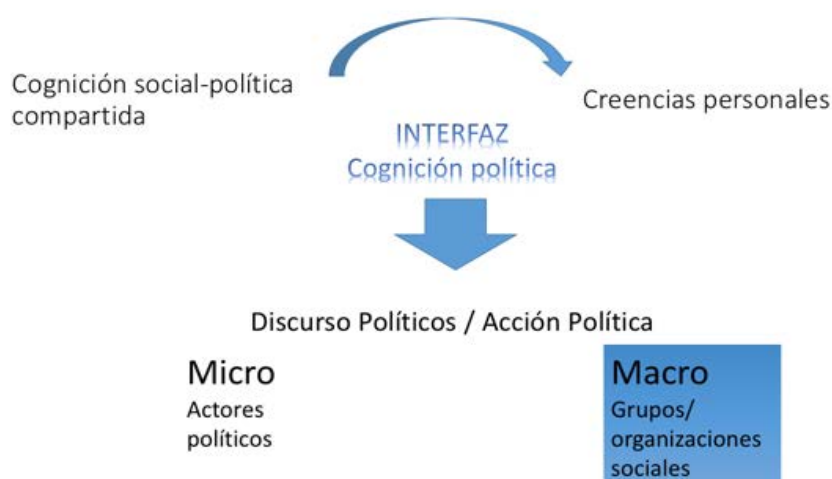 Cognición social-política
compartida
Creencias personales
INTERFAZ
Cognición política
Discurso Políticos / Acción Política
Micro
Actores
políticos
Macro
Grupos/
organizaciones
sociales